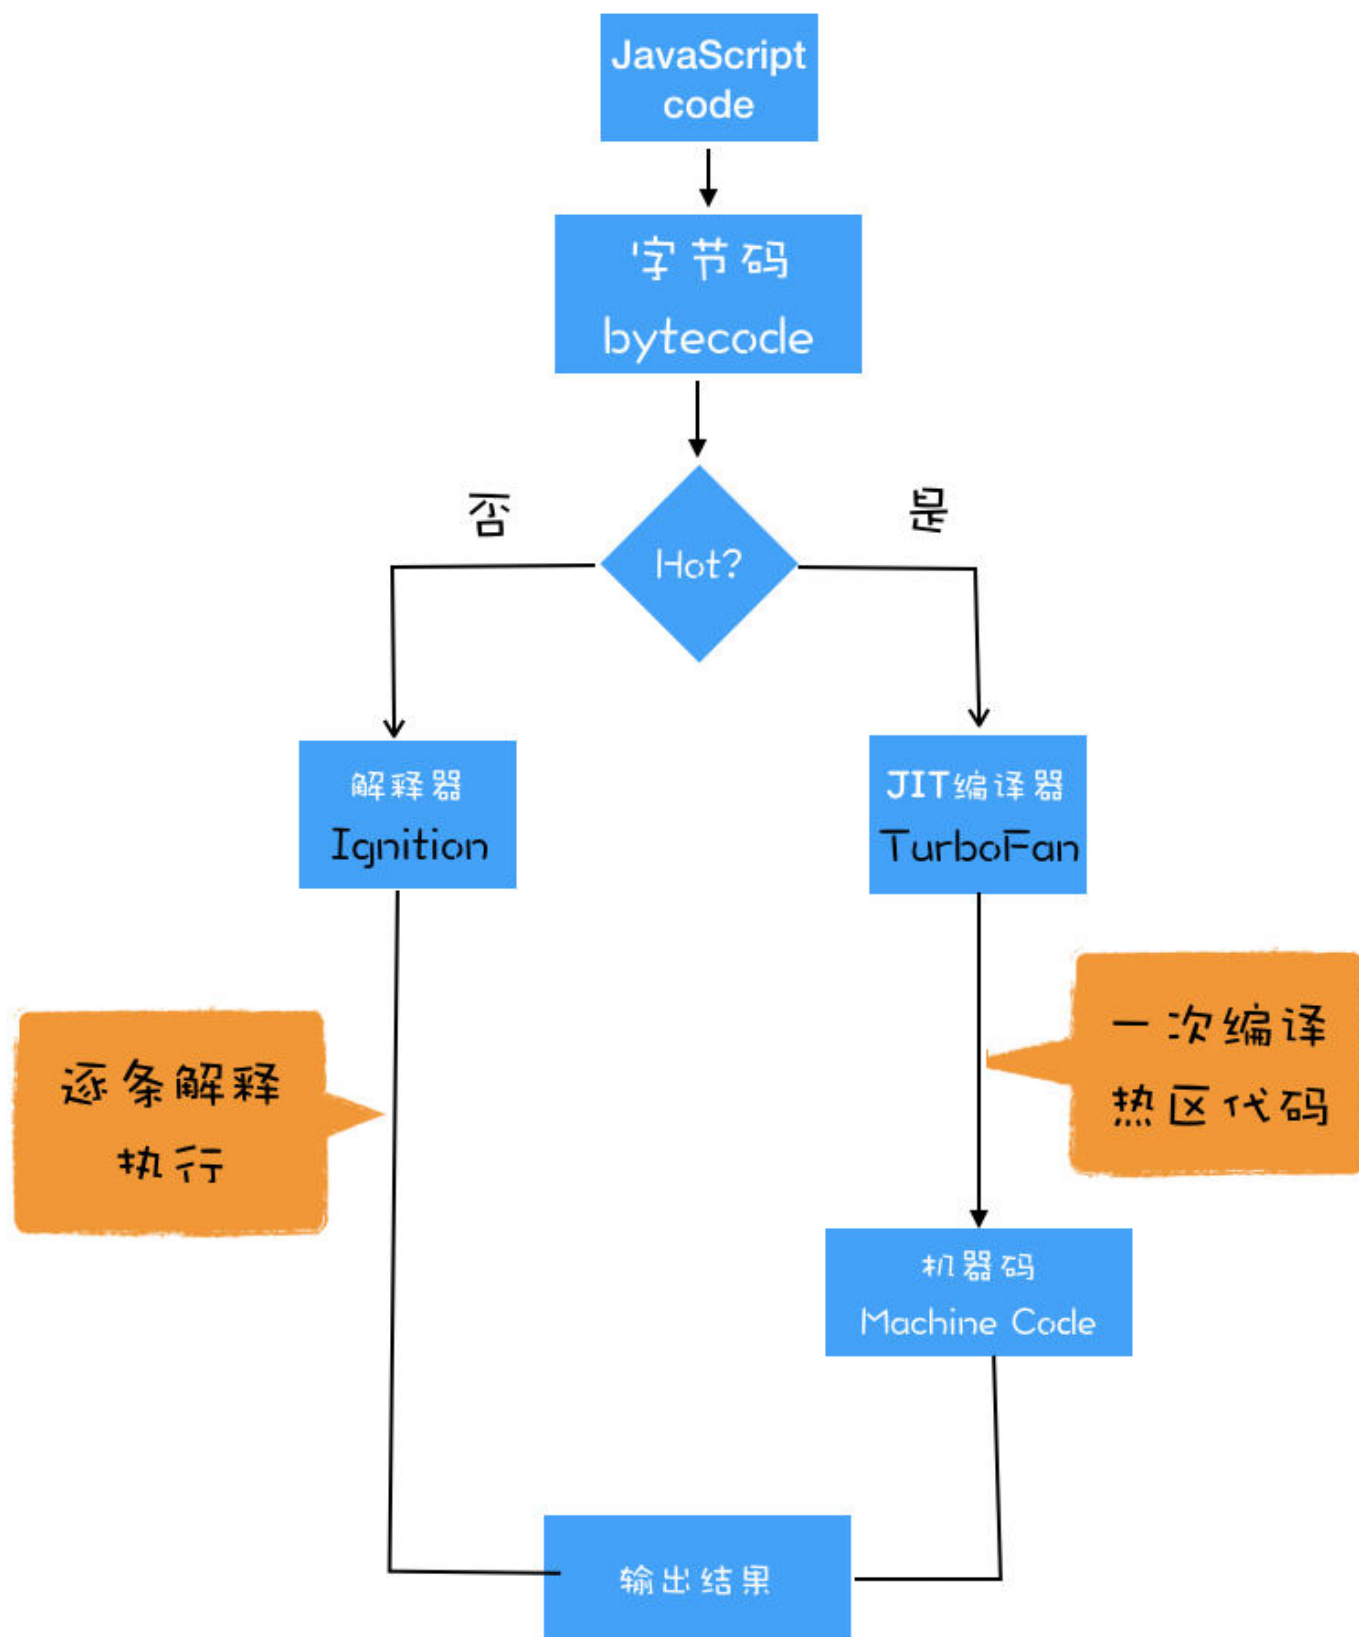 JavaScript
code
字节码
bytecode
否
是
Hot?
解释器
Ignition
JIT编译器
TurboFan
逐条解释
执行
一次编译
热区代码
机器码
Machine Code
输出结果